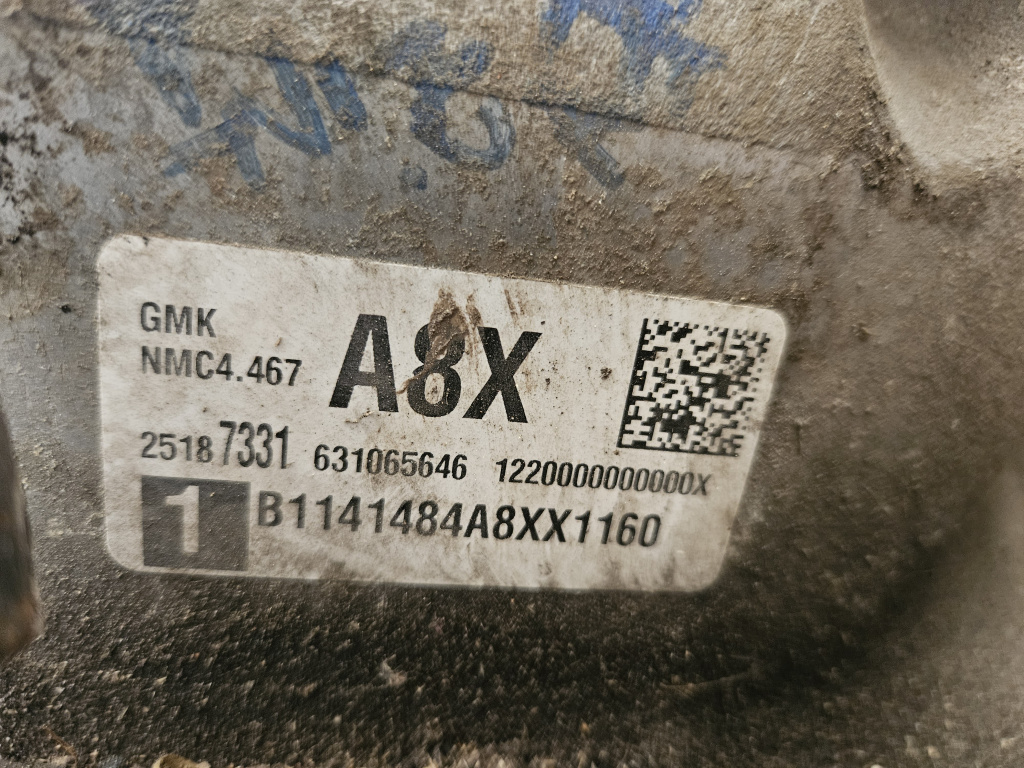 GMK
NMC4.467
A8X
25187331 631065646 1220000000000X
1 B1141484A8XX1160